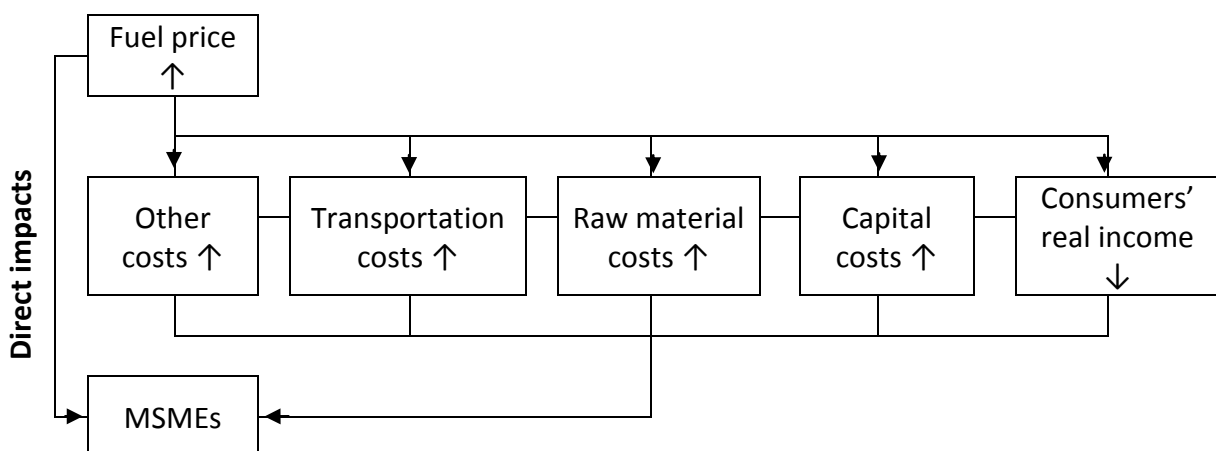 Fuel price
↑
Direct impacts
Other
costs ↑
Transportation
costs ↑
Raw material
costs ↑
Capital
costs ↑
Consumers’
real income
↓
MSMEs